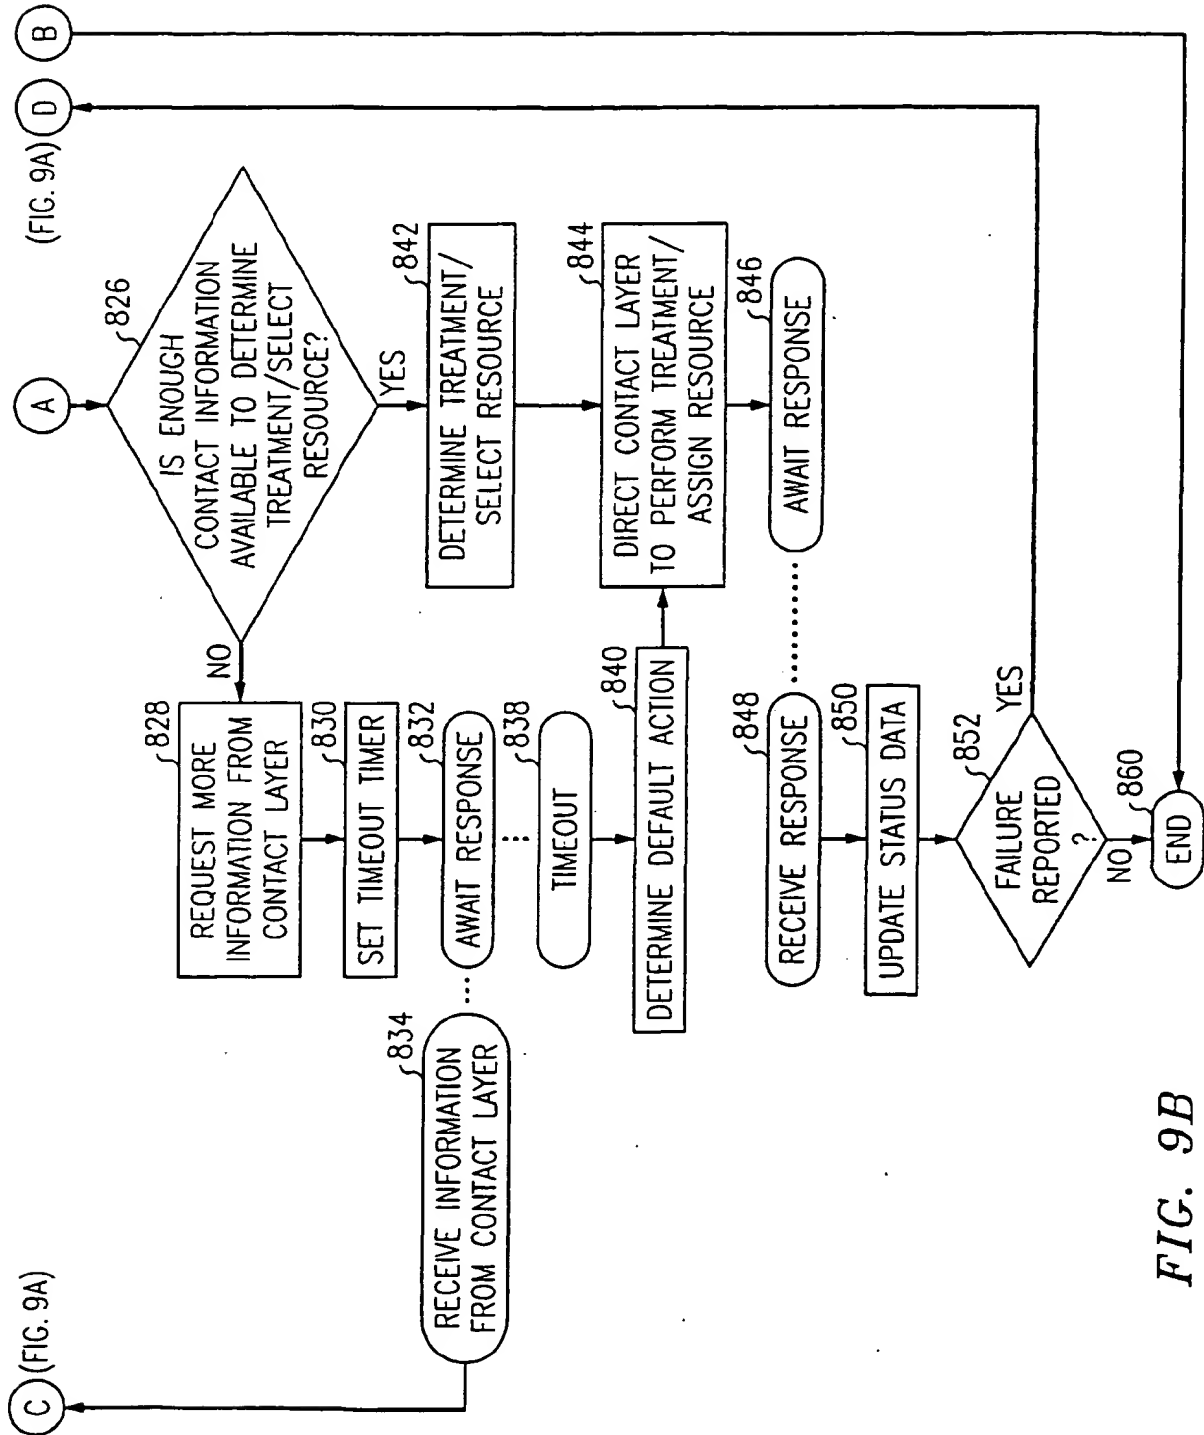 C
(FIG. 9A)
A
(FIG. 9A)
D
B
826
IS ENOUGH
CONTACT INFORMATION
AVAILABLE TO DETERMINE
TREATMENT/SELECT
RESOURCE?
NO
YES
828
REQUEST MORE
INFORMATION FROM
CONTACT LAYER
830
SET TIMEOUT TIMER
832
AWAIT RESPONSE
834
RECEIVE INFORMATION
FROM CONTACT LAYER
838
TIMEOUT
840
DETERMINE DEFAULT ACTION
842
DETERMINE TREATMENT/
SELECT RESOURCE
844
DIRECT CONTACT LAYER
TO PERFORM TREATMENT/
ASSIGN RESOURCE
846
AWAIT RESPONSE
848
RECEIVE RESPONSE
850
UPDATE STATUS DATA
852
FAILURE
REPORTED
?
YES
NO
860
END
FIG. 9B